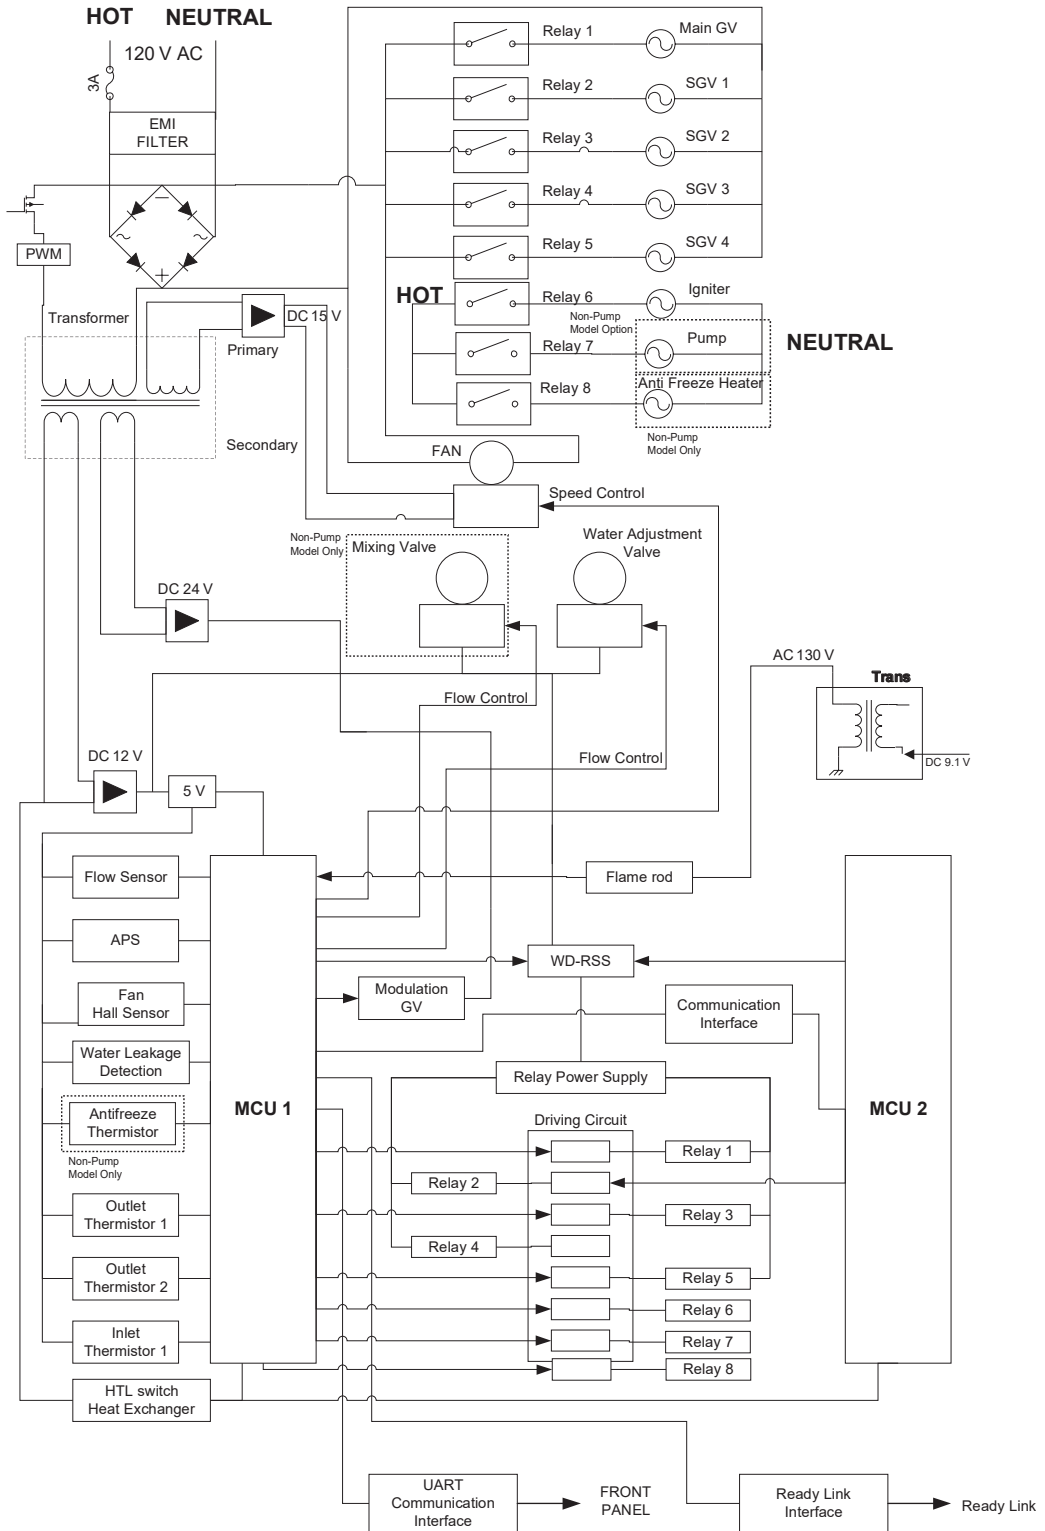 HOT NEUTRAL
120 V AC
3A
EMI
FILTER
PWM
Transformer
DC 15 V
Primary
Secondary
Relay 1
Main GV
Relay 2
SGV 1
Relay 3
SGV 2
Relay 4
SGV 3
Relay 5
SGV 4
HOT
Relay 6
Igniter
Non-Pump
Model Option
Relay 7
Pump
NEUTRAL
Relay 8
Anti Freeze Heater
Non-Pump
Model Only
FAN
Speed Control
Non-Pump
Model Only
Mixing Valve
Water Adjustment
Valve
DC 24 V
Flow Control
Flow Control
AC 130 V
Trans
DC 9.1 V
DC 12 V
5 V
Flow Sensor
APS
Fan
Hall Sensor
Water Leakage
Detection
Antifreeze
Thermistor
Non-Pump
Model Only
Outlet
Thermistor 1
Outlet
Thermistor 2
Inlet
Thermistor 1
HTL switch
Heat Exchanger
MCU 1
Flame rod
WD-RSS
Modulation
GV
Communication
Interface
Relay Power Supply
MCU 2
Driving Circuit
Relay 1
Relay 2
Relay 3
Relay 4
Relay 5
Relay 6
Relay 7
Relay 8
UART
Communication
Interface
FRONT
PANEL
Ready Link
Interface
Ready Link